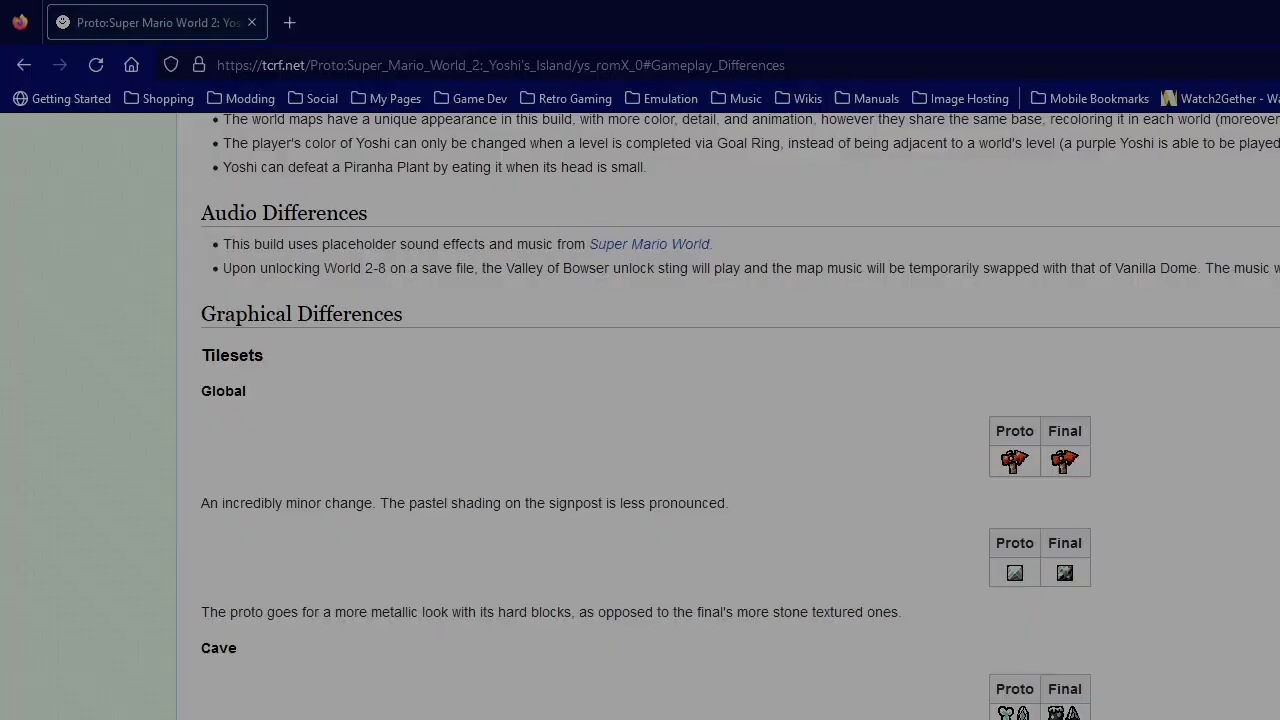 Proto:Super Mario World 2: Yos
https://tcrf.net/Proto:Super_Mario_World_2:_Yoshi's_Island/ys_romX_0#Gameplay_Differences
Getting Started Shopping Modding Social My Pages Game Dev Retro Gaming Emulation Music Wikis Manuals Image Hosting Mobile Bookmarks Watch2Gether - Wa
The world maps have a unique appearance in this build, with more color, detail, and animation, however they share the same base, recoloring it in each world (moreover
The player's color of Yoshi can only be changed when a level is completed via Goal Ring, instead of being adjacent to a world's level (a purple Yoshi is able to be played
Yoshi can defeat a Piranha Plant by eating it when its head is small.
Audio Differences
This build uses placeholder sound effects and music from Super Mario World.
Upon unlocking World 2-8 on a save file, the Valley of Bowser unlock sting will play and the map music will be temporarily swapped with that of Vanilla Dome. The music w
Graphical Differences
Tilesets
Global
Proto Final
An incredibly minor change. The pastel shading on the signpost is less pronounced.
Proto Final
The proto goes for a more metallic look with its hard blocks, as opposed to the final's more stone textured ones.
Cave
Proto Final